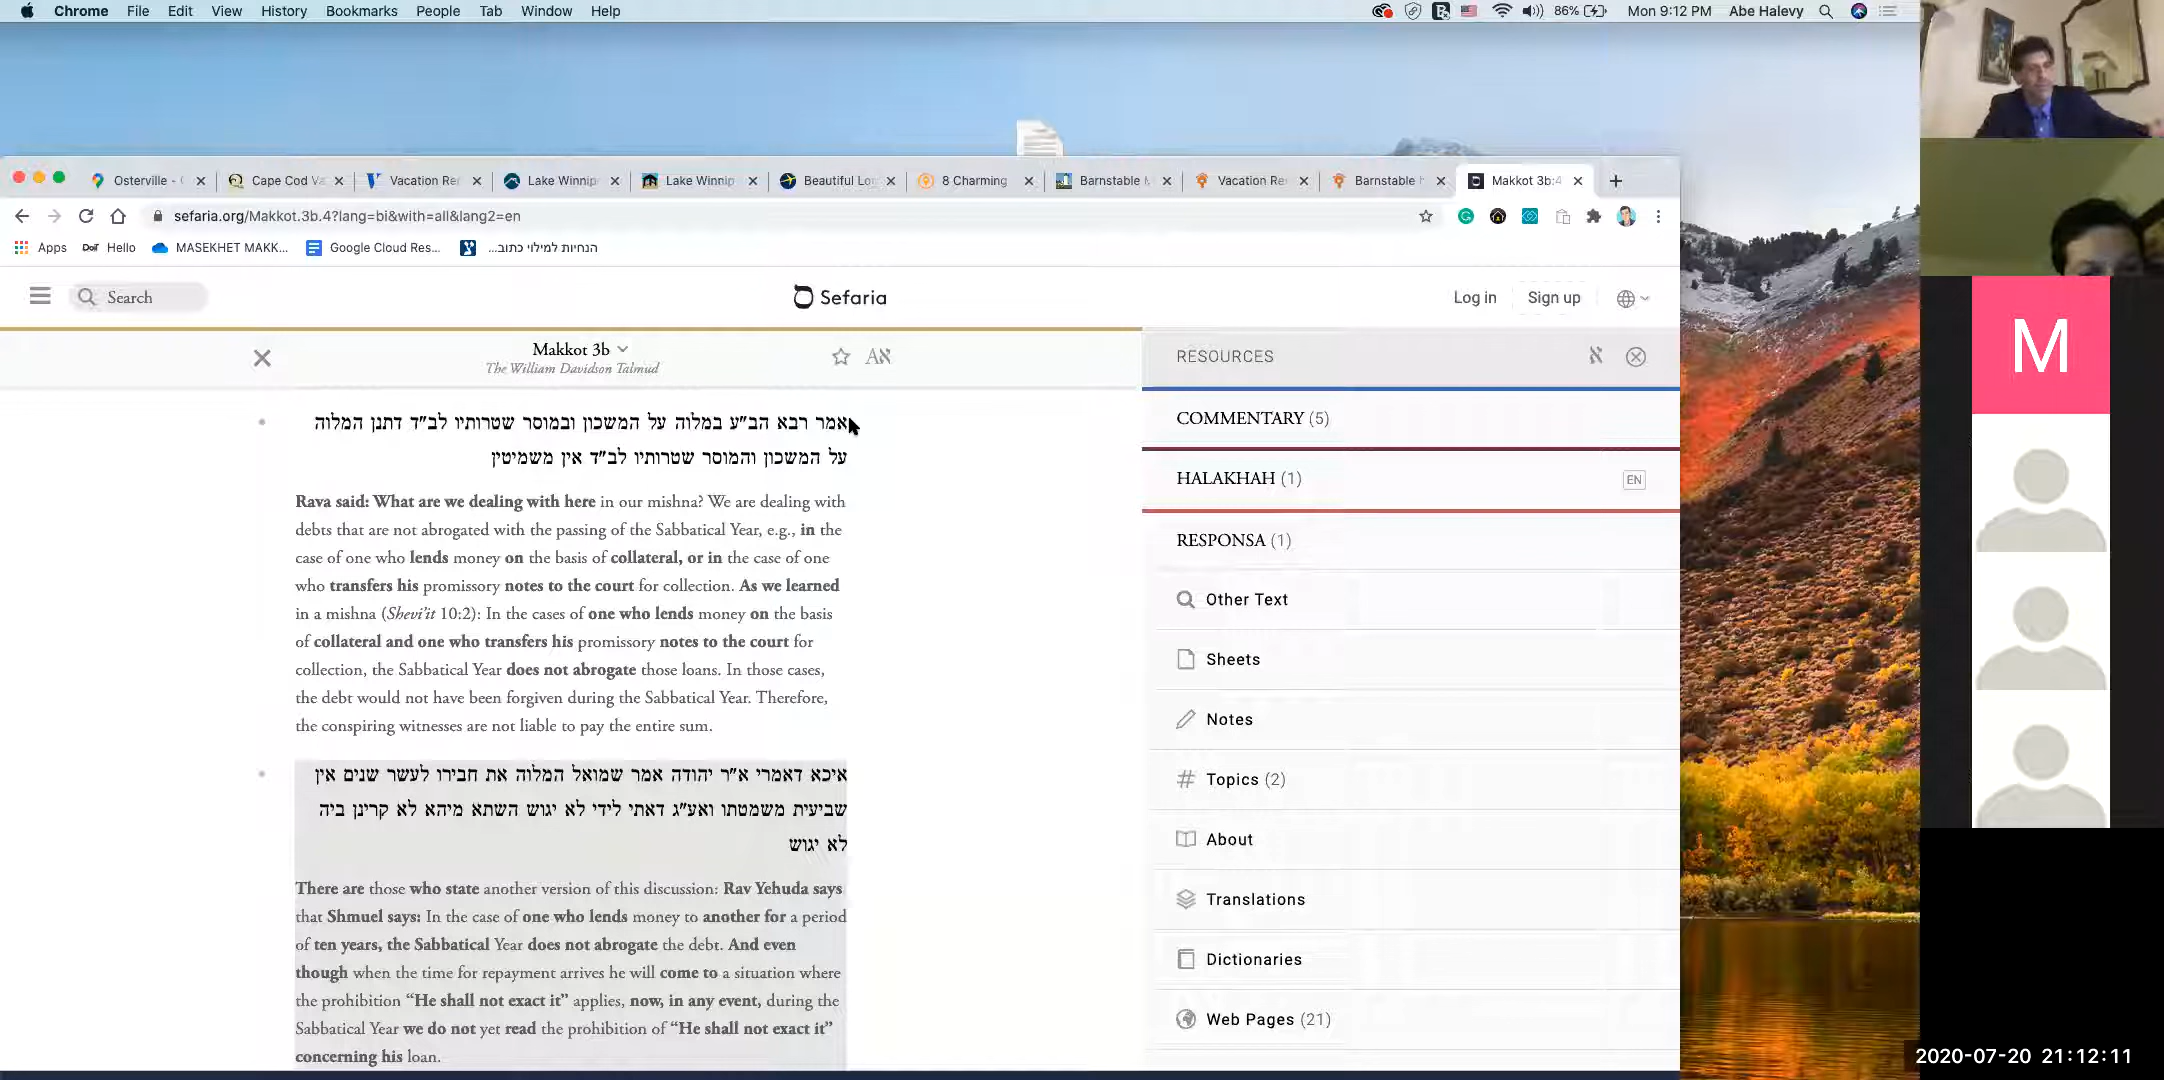 Chrome File Edit View History Bookmarks People Tab Window Help
86% Mon 9:12 PM Abe Halevy
Osterville - Cape Cod Va Vacation Re Lake Winnip Lake Winnip Beautiful Lo 8 Charming Barnstable Vacation Re Barnstable Makkot 3b:4
sefaria.org/Makkot.3b.4?lang=bi&with=all&lang2=en
Apps DoIT Hello MASEKHET MAKK... Google Cloud Res... הנחיות למילוי כתוב...
Search
Sefaria
Log in Sign up
Makkot 3b
The William Davidson Talmud
Aא
אמר רבא הב"ע במלוה על המשכון ובמוסר שטרותיו לב"ד דתנן המלוה
על המשכון והמוסר שטרותיו לב"ד אין משמיטין
Rava said: What are we dealing with here in our mishna? We are dealing with
debts that are not abrogated with the passing of the Sabbatical Year, e.g., in the
case of one who lends money on the basis of collateral, or in the case of one
who transfers his promissory notes to the court for collection. As we learned
in a mishna (Shevi’it 10:2): In the cases of one who lends money on the basis
of collateral and one who transfers his promissory notes to the court for
collection, the Sabbatical Year does not abrogate those loans. In those cases,
the debt would not have been forgiven during the Sabbatical Year. Therefore,
the conspiring witnesses are not liable to pay the entire sum.
איכא דאמרי א"ר יהודה אמר שמואל המלוה את חבירו לעשר שנים אין
שביעית משמטתו ואע"ג דאתי לידי לא יגוש השתא מיהא לא קרינן ביה
לא יגוש
There are those who state another version of this discussion: Rav Yehuda says
that Shmuel says: In the case of one who lends money to another for a period
of ten years, the Sabbatical Year does not abrogate the debt. And even
though when the time for repayment arrives he will come to a situation where
the prohibition “He shall not exact it” applies, now, in any event, during the
Sabbatical Year we do not yet read the prohibition of “He shall not exact it”
concerning his loan.
RESOURCES
א
COMMENTARY (5)
HALAKHAH (1)
EN
RESPONSA (1)
Other Text
Sheets
Notes
Topics (2)
About
Translations
Dictionaries
Web Pages (21)
M
2020-07-20 21:12:11